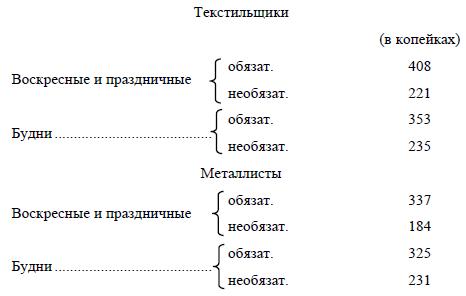 Текстильщики
(в копейках)
обязат. 408
Воскресные и праздничные
необязат. 221
обязат. 353
Будни ........................................
необязат. 235
Металлисты
обязат. 337
Воскресные и праздничные
необязат. 184
обязат. 325
Будни ........................................
необязат. 231